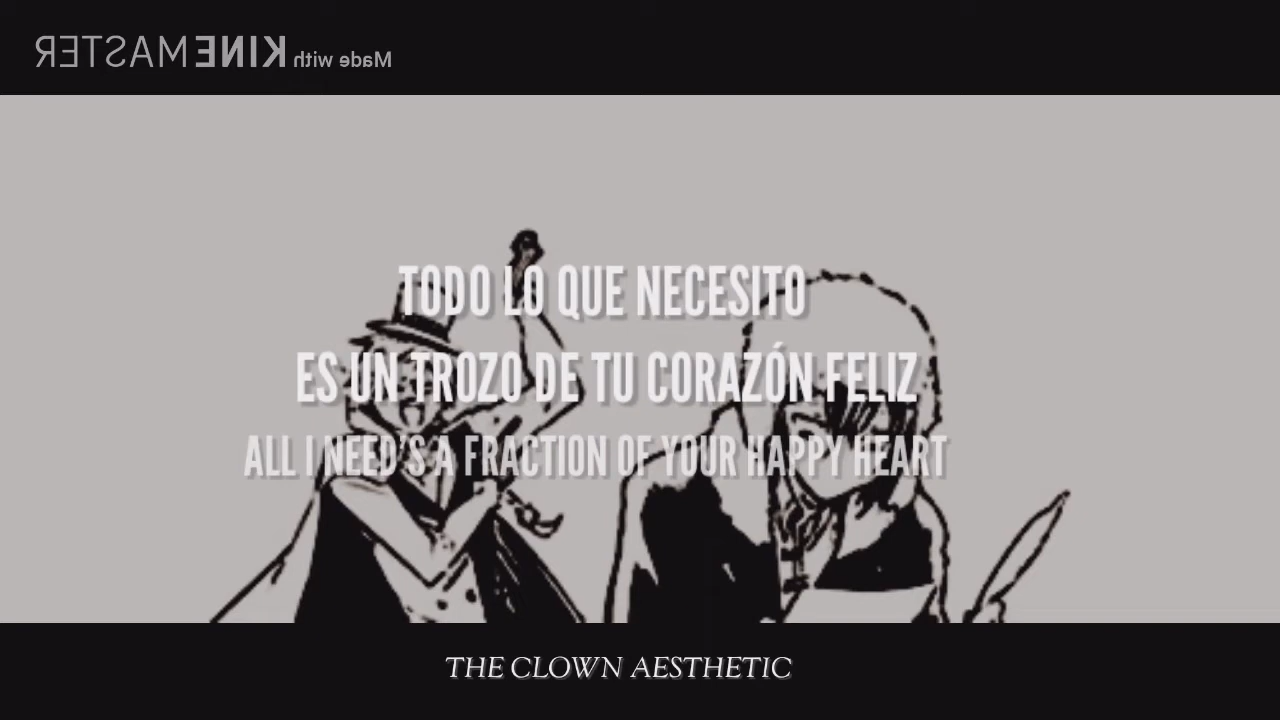 Made with KINEMASTER
TODO LO QUE NECESITO
ES UN TROZO DE TU CORAZÓN FELIZ
ALL I NEED'S A FRACTION OF YOUR HAPPY HEART
THE CLOWN AESTHETIC